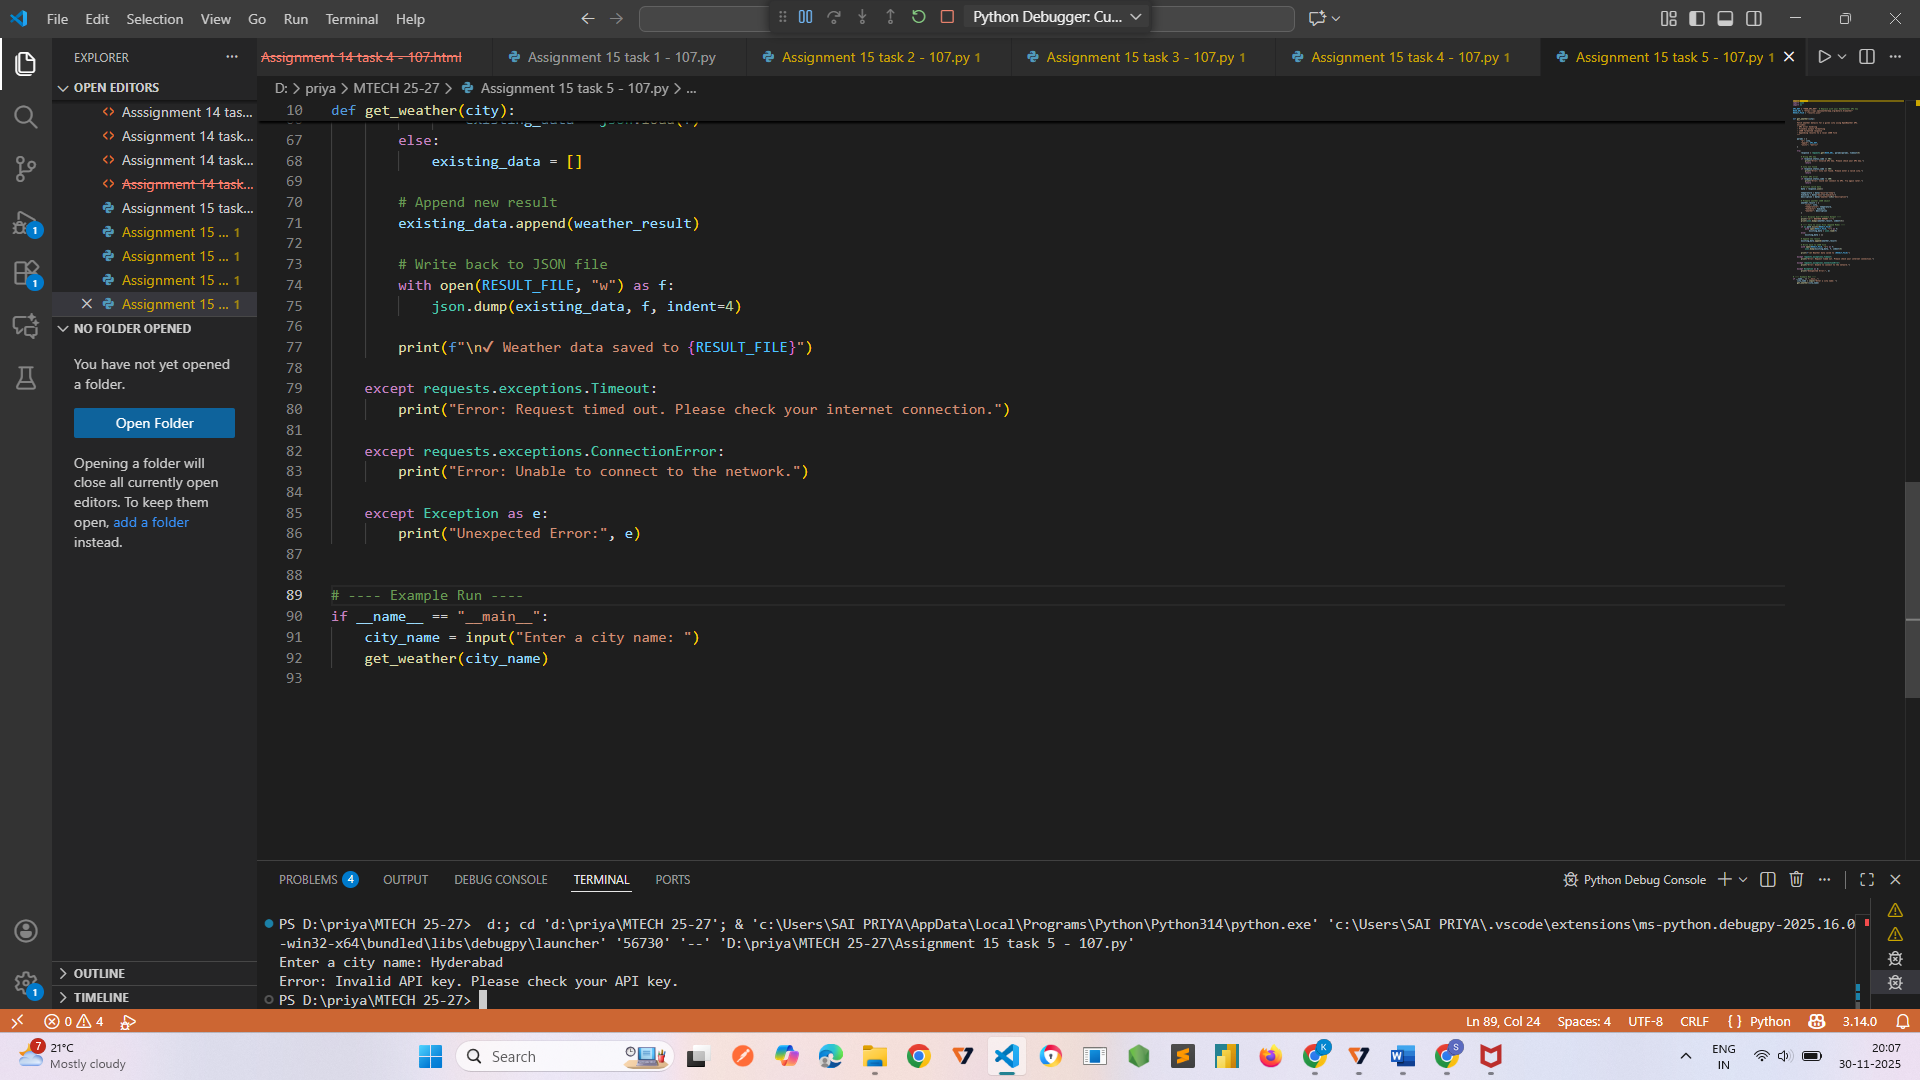 File Edit Selection View Go Run Terminal Help
Python Debugger: Cu...
EXPLORER
Assignment 14 task 4 - 107.html
Assignment 15 task 1 - 107.py
Assignment 15 task 2 - 107.py 1
Assignment 15 task 3 - 107.py 1
Assignment 15 task 4 - 107.py 1
Assignment 15 task 5 - 107.py 1
OPEN EDITORS
Asssignment 14 tas...
Assignment 14 task...
Assignment 14 task...
Assignment 14 task...
Assignment 15 task...
Assignment 15 ... 1
Assignment 15 ... 1
Assignment 15 ... 1
Assignment 15 ... 1
NO FOLDER OPENED
You have not yet opened
a folder.
Open Folder
Opening a folder will
close all currently open
editors. To keep them
open, add a folder
instead.
OUTLINE
TIMELINE
1
1
1
D: > priya > MTECH 25-27 > Assignment 15 task 5 - 107.py > ...
10 def get_weather(city):
67 else:
68 existing_data = []
69
70 # Append new result
71 existing_data.append(weather_result)
72
73 # Write back to JSON file
74 with open(RESULT_FILE, "w") as f:
75 json.dump(existing_data, f, indent=4)
76
77 print(f"\n✓ Weather data saved to {RESULT_FILE}")
78
79 except requests.exceptions.Timeout:
80 print("Error: Request timed out. Please check your internet connection.")
81
82 except requests.exceptions.ConnectionError:
83 print("Error: Unable to connect to the network.")
84
85 except Exception as e:
86 print("Unexpected Error:", e)
87
88
89 # ---- Example Run ----
90 if __name__ == "__main__":
91 city_name = input("Enter a city name: ")
92 get_weather(city_name)
93
PROBLEMS 4 OUTPUT DEBUG CONSOLE TERMINAL PORTS
Python Debug Console
PS D:\priya\MTECH 25-27> d:; cd 'd:\priya\MTECH 25-27'; & 'c:\Users\SAI PRIYA\AppData\Local\Programs\Python\Python314\python.exe' 'c:\Users\SAI PRIYA\.vscode\extensions\ms-python.debugpy-2025.16.0
-win32-x64\bundled\libs\debugpy\launcher' '56730' '--' 'D:\priya\MTECH 25-27\Assignment 15 task 5 - 107.py'
Enter a city name: Hyderabad
Error: Invalid API key. Please check your API key.
PS D:\priya\MTECH 25-27>
0 4
Ln 89, Col 24 Spaces: 4 UTF-8 CRLF { } Python 3.14.0
7
21°C
Mostly cloudy
Search
K
S
ENG
IN
20:07
30-11-2025